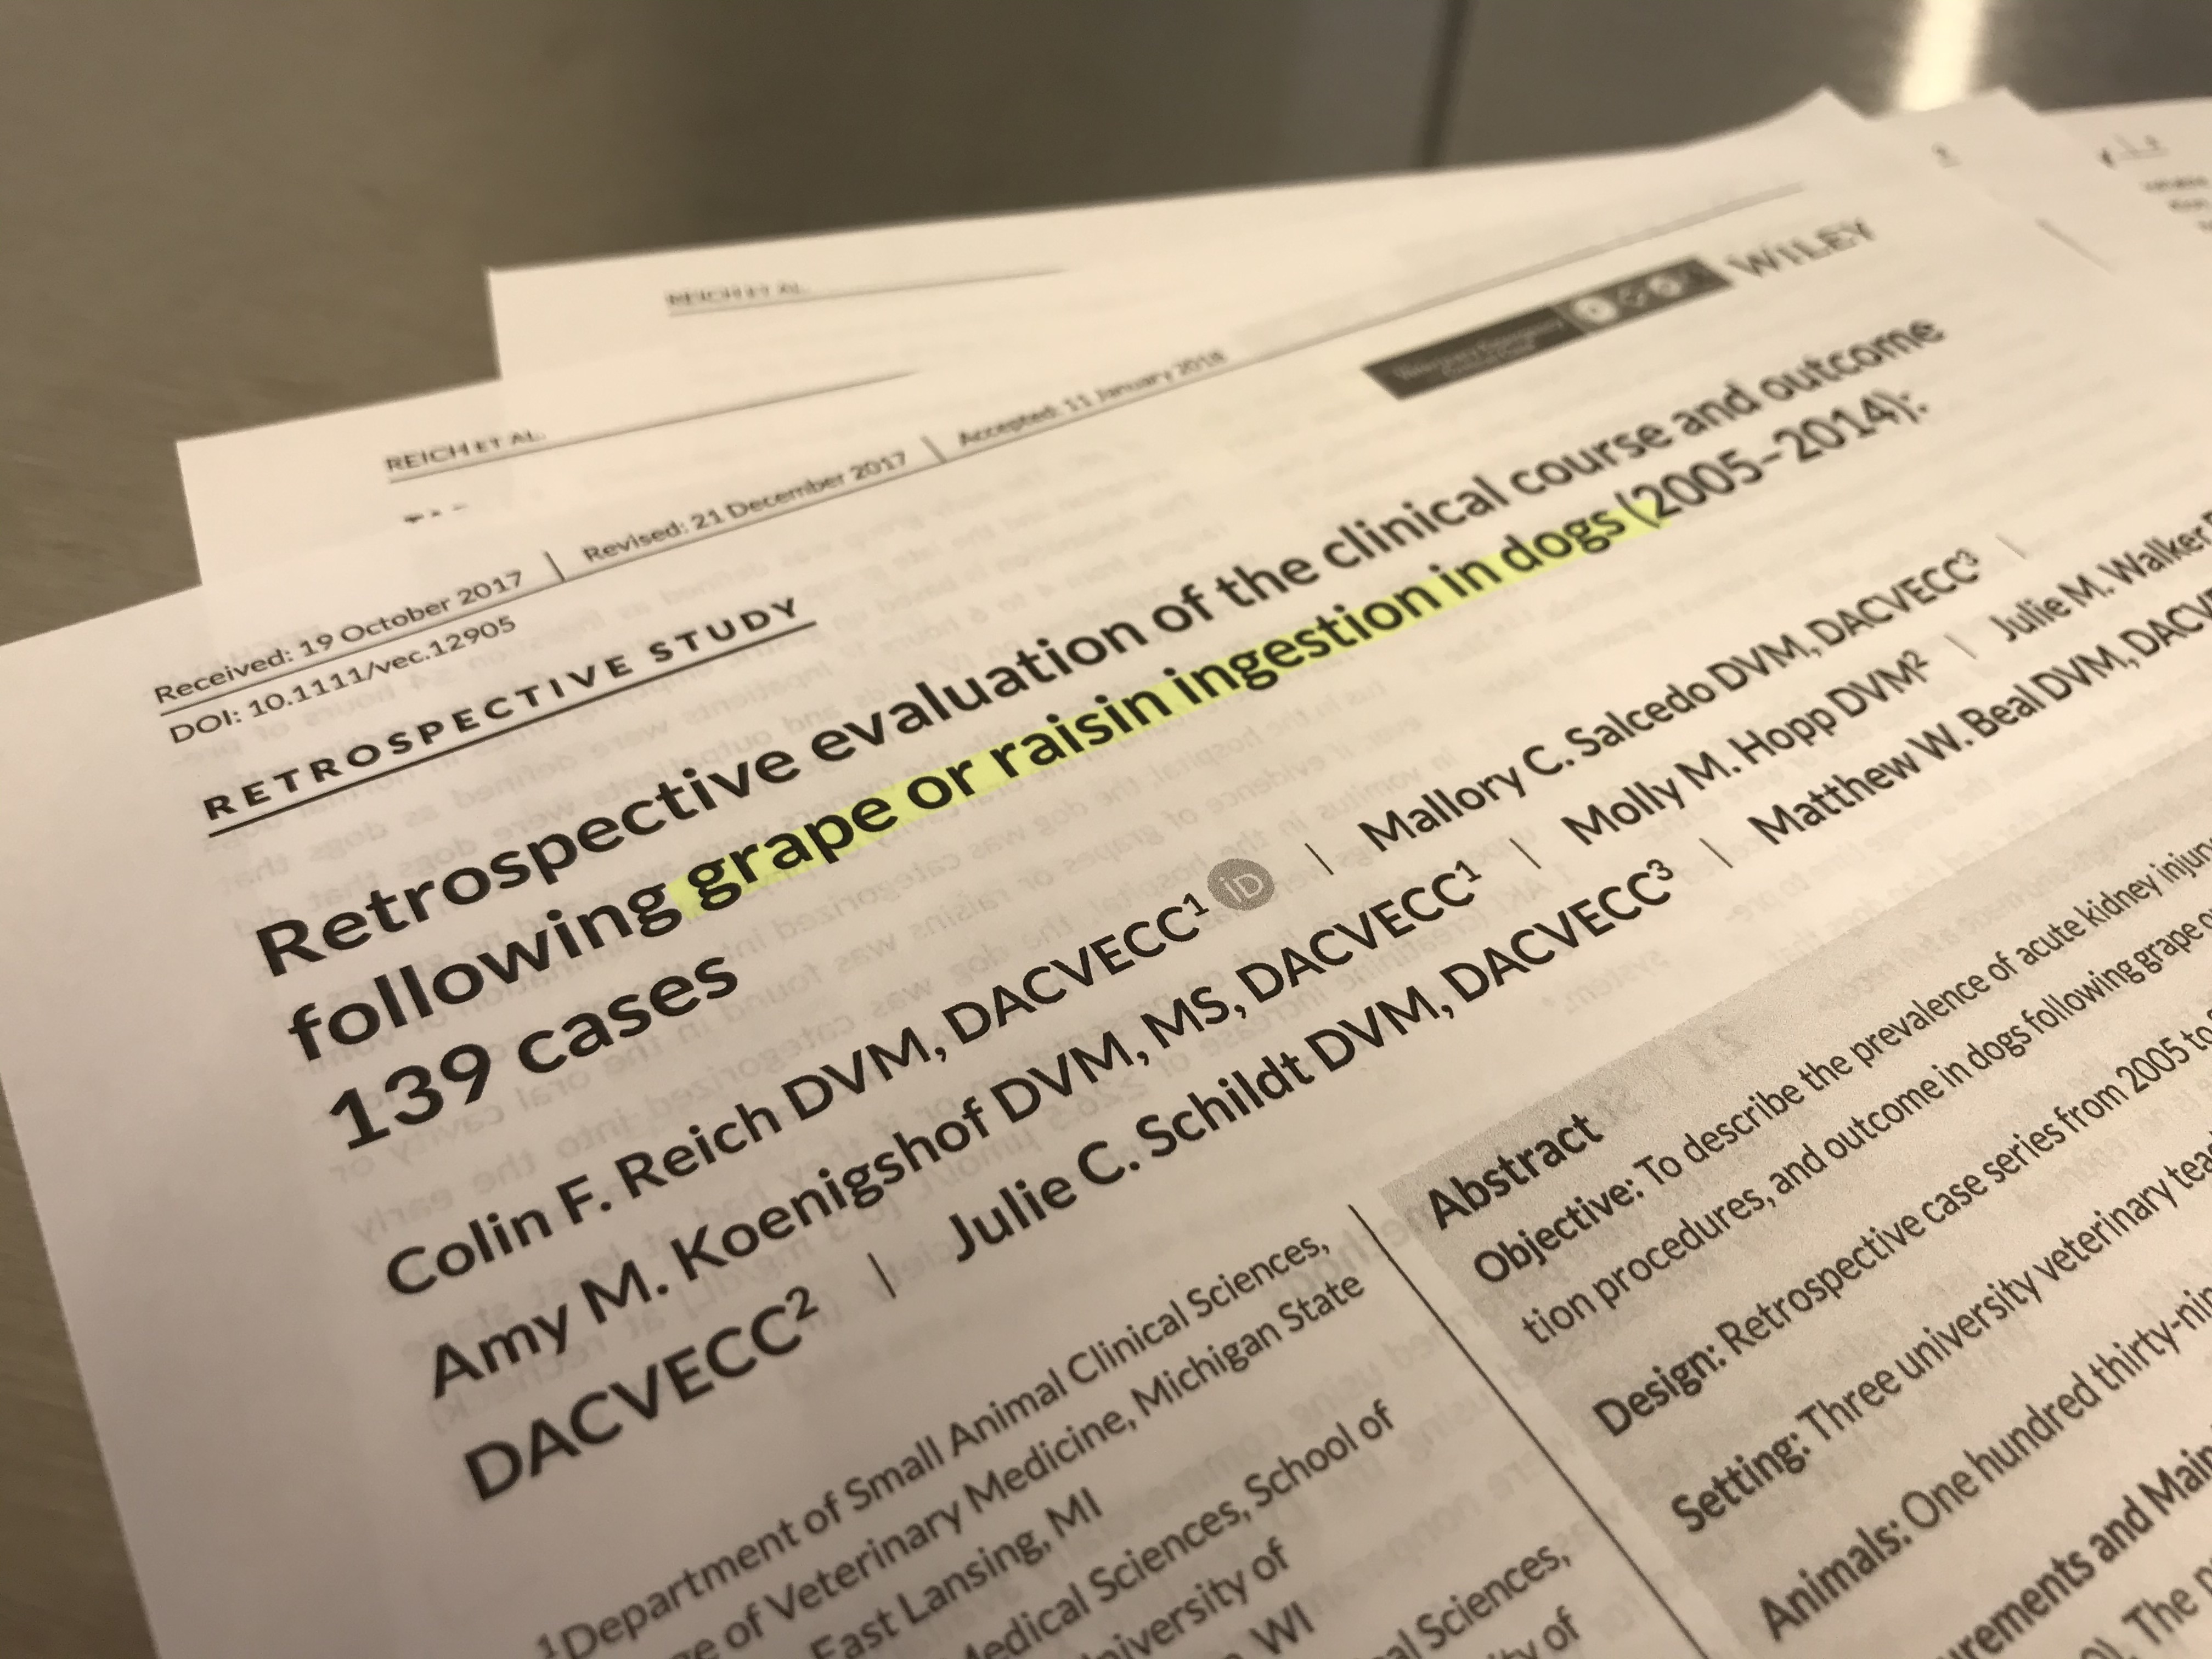 REICH ET AL.
REICH ET AL.
WILEY
Received: 19 October 2017 | Revised: 21 December 2017 | Accepted: 11 January 2018
DOI: 10.1111/vec.12905
RETROSPECTIVE STUDY
Retrospective evaluation of the clinical course and outcome
following grape or raisin ingestion in dogs (2005–2014):
139 cases
Colin F. Reich DVM, DACVECC¹ iD | Mallory C. Salcedo DVM, DACVECC³ |
Amy M. Koenigshof DVM, MS, DACVECC¹ | Molly M. Hopp DVM² | Julie M. Walker
DACVECC² | Julie C. Schildt DVM, DACVECC³ | Matthew W. Beal DVM,
¹Department of Small Animal Clinical Sciences,
of Veterinary Medicine, Michigan State
East Lansing, MI
Medical Sciences, School of
University of
WI
Sciences,
of
Abstract
Objective: To describe the prevalence of acute kidney
tion procedures, and outcome in dogs following grape
Design: Retrospective case series from 2005 to
Setting: Three university veterinary
Animals: One hundred
and
The